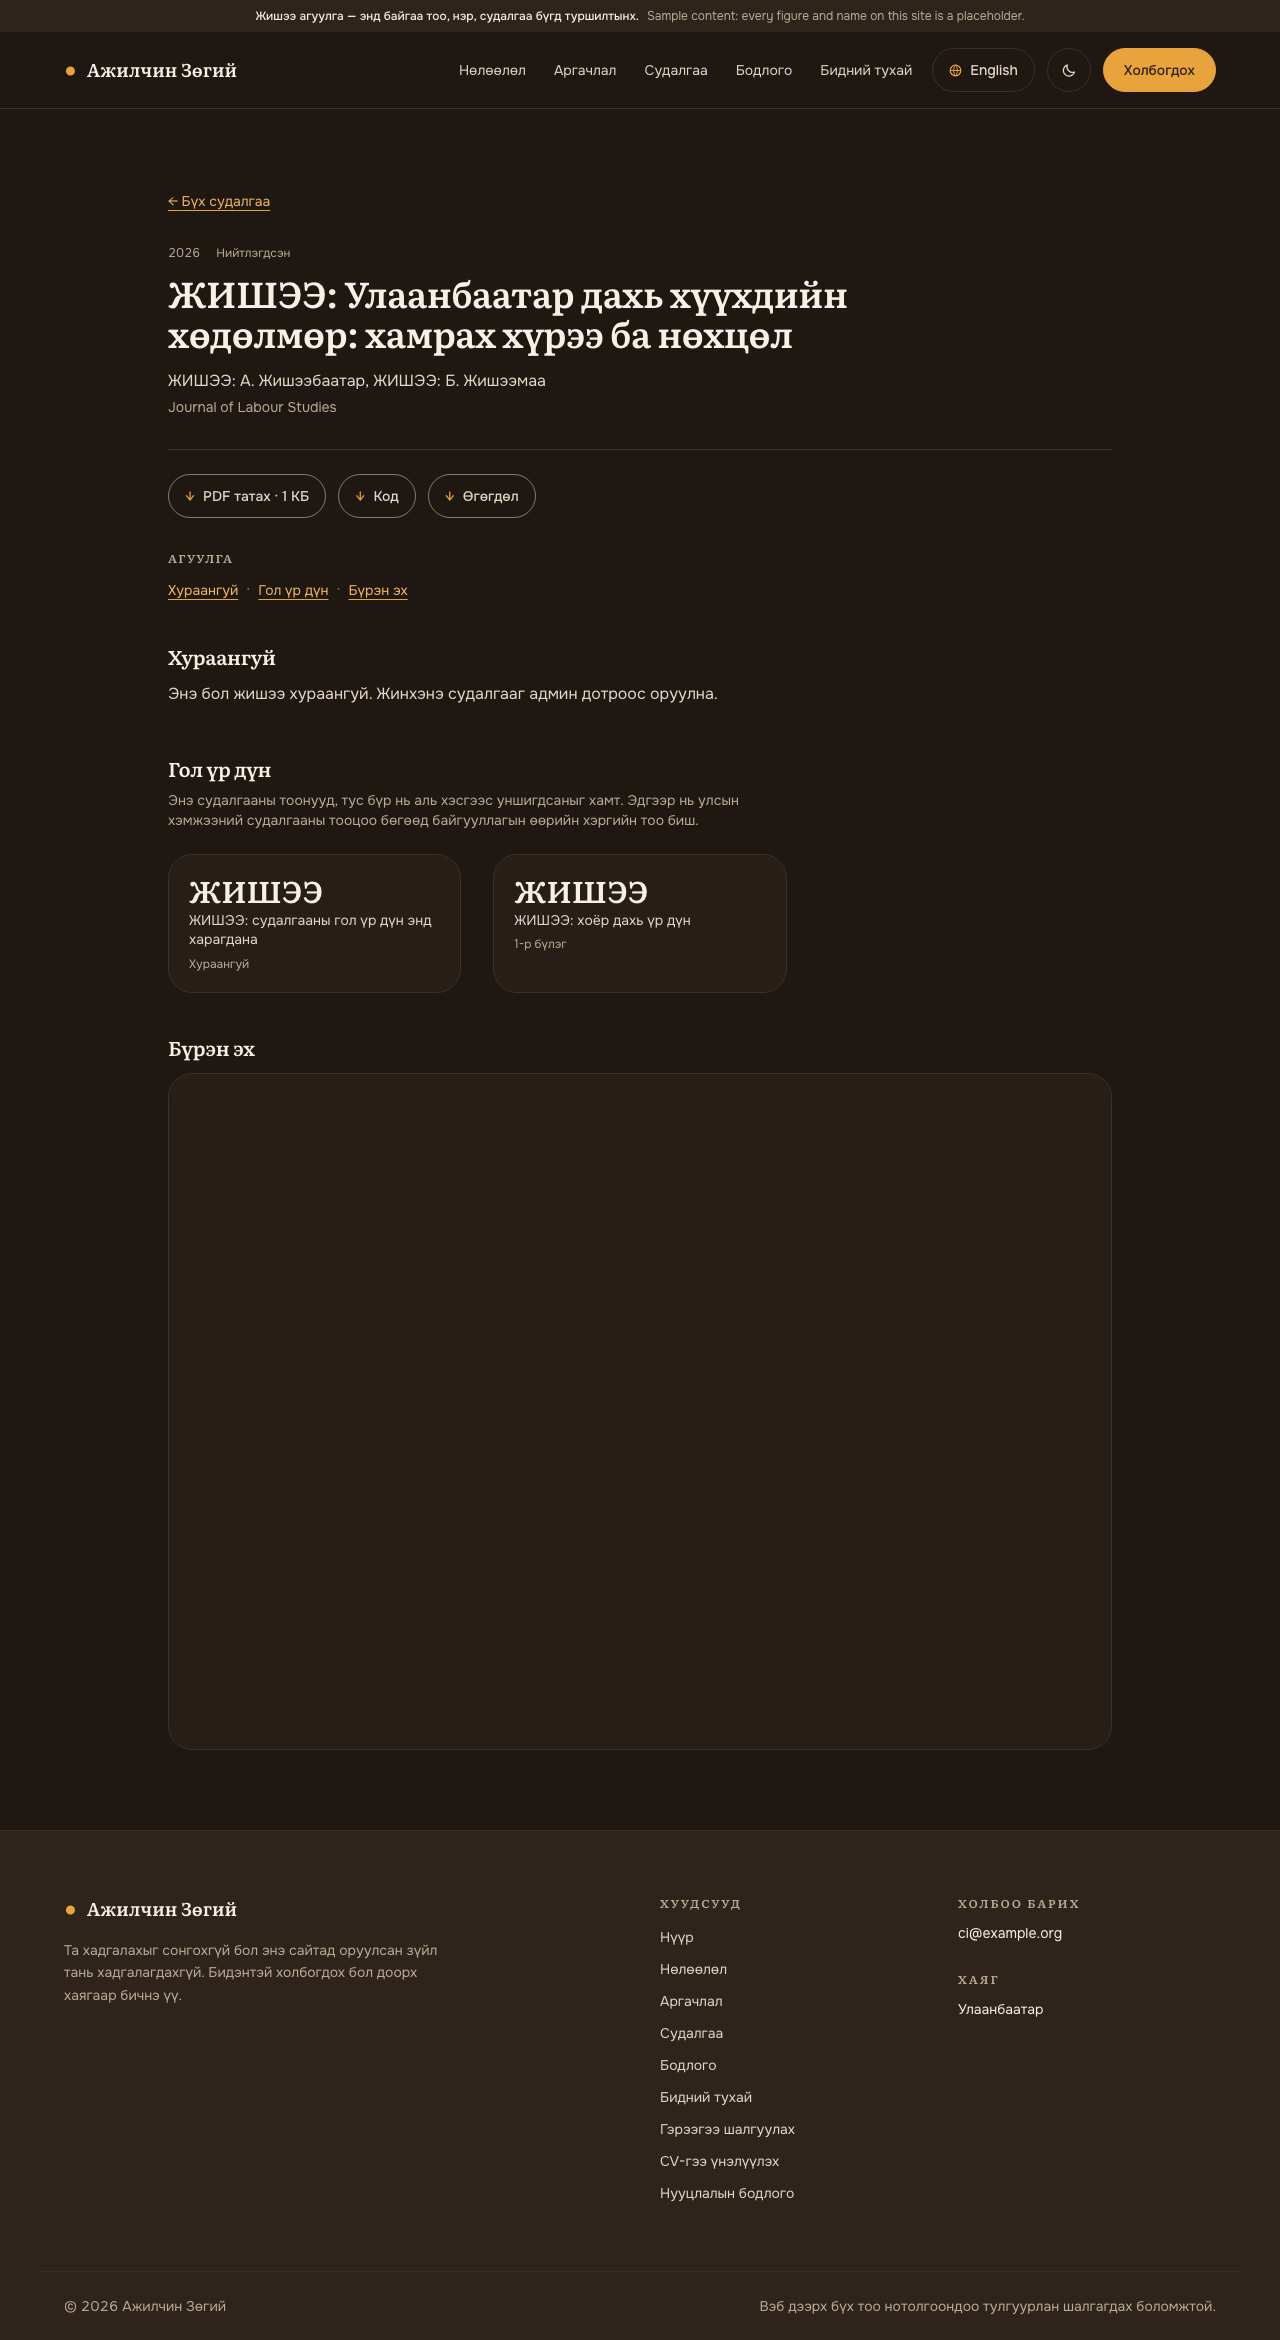 Жишээ агуулга — энд байгаа тоо, нэр, судалгаа бүгд туршилтынх. Sample content: every figure and name on this site is a placeholder.
Ажилчин Зөгий
Нөлөөлөл
Аргачлал
Судалгаа
Бодлого
Бидний тухай
English
Холбогдох
← Бүх судалгаа
2026 Нийтлэгдсэн
ЖИШЭЭ: Улаанбаатар дахь хүүхдийн
хөдөлмөр: хамрах хүрээ ба нөхцөл
ЖИШЭЭ: А. Жишээбаатар, ЖИШЭЭ: Б. Жишээмаа
Journal of Labour Studies
↓ PDF татах · 1 КБ
↓ Код
↓ Өгөгдөл
АГУУЛГА
Хураангуй · Гол үр дүн · Бүрэн эх
Хураангуй
Энэ бол жишээ хураангуй. Жинхэнэ судалгааг админ дотроос оруулна.
Гол үр дүн
Энэ судалгааны тоонууд, тус бүр нь аль хэсгээс уншигдсаныг хамт. Эдгээр нь улсын
хэмжээний судалгааны тооцоо бөгөөд байгууллагын өөрийн хэргийн тоо биш.
ЖИШЭЭ
ЖИШЭЭ: судалгааны гол үр дүн энд
харагдана
Хураангуй
ЖИШЭЭ
ЖИШЭЭ: хоёр дахь үр дүн
1-р бүлэг
Бүрэн эх
Ажилчин Зөгий
Та хадгалахыг сонгохгүй бол энэ сайтад оруулсан зүйл
тань хадгалагдахгүй. Бидэнтэй холбогдох бол доорх
хаягаар бичнэ үү.
ХУУДСУУД
Нүүр
Нөлөөлөл
Аргачлал
Судалгаа
Бодлого
Бидний тухай
Гэрээгээ шалгуулах
CV-гээ үнэлүүлэх
Нууцлалын бодлого
ХОЛБОО БАРИХ
ci@example.org
ХАЯГ
Улаанбаатар
© 2026 Ажилчин Зөгий
Вэб дээрх бүх тоо нотолгоондоо тулгуурлан шалгагдах боломжтой.